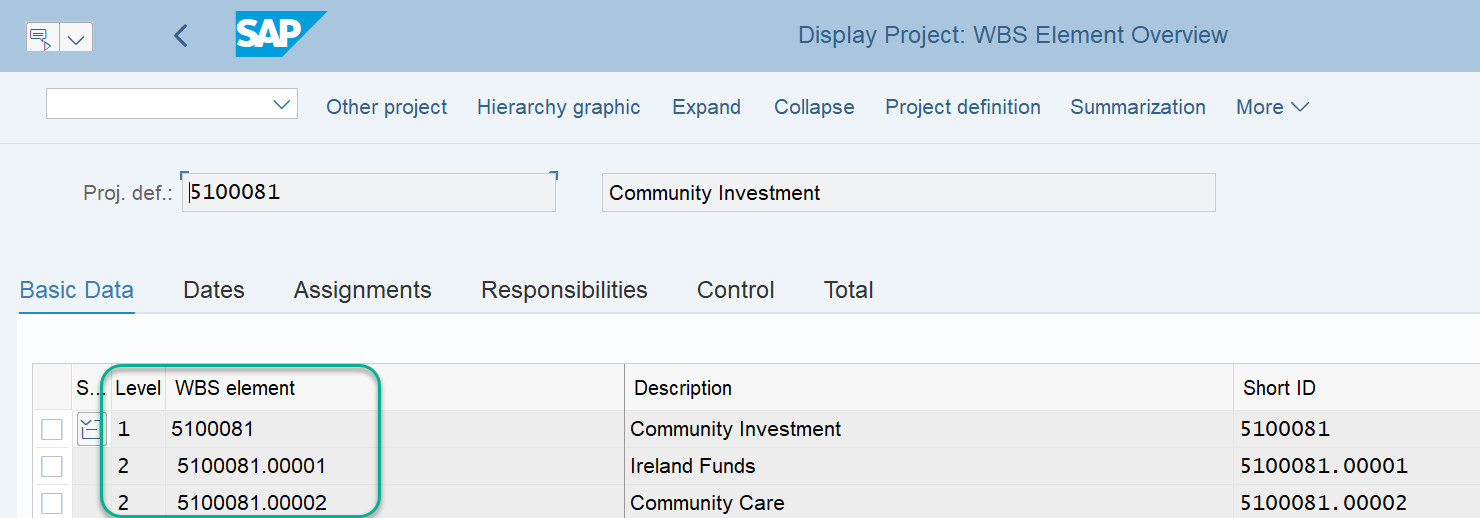 SAP Display Project: WBS Element Overview
Other project Hierarchy graphic Expand Collapse Project definition Summarization More
Proj. def.: 5100081 Community Investment
Basic Data Dates Assignments Responsibilities Control Total
S... Level WBS element Description Short ID
1 5100081 Community Investment 5100081
2 5100081.00001 Ireland Funds 5100081.00001
2 5100081.00002 Community Care 5100081.00002